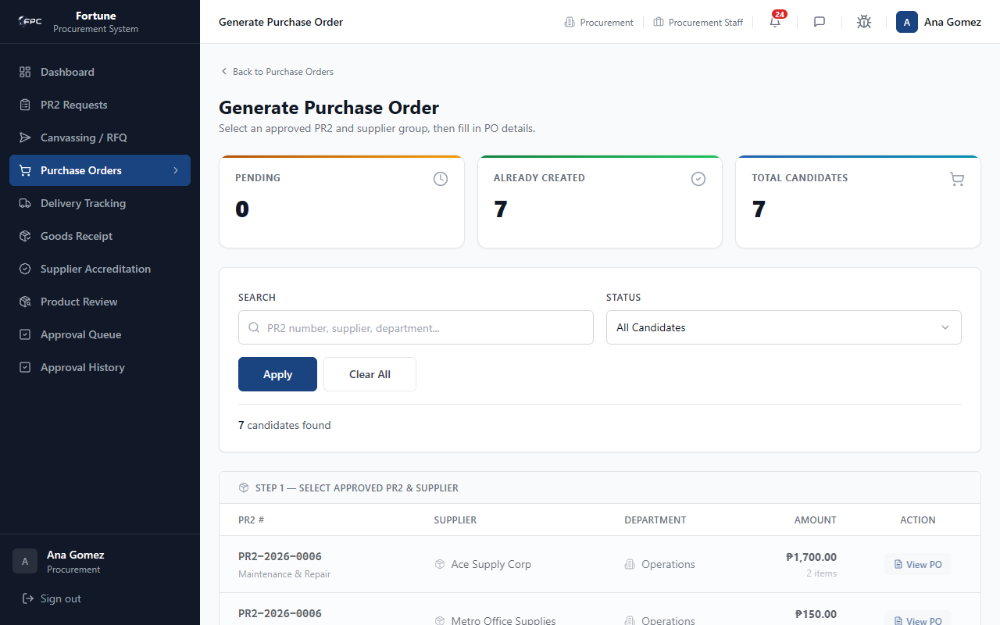 FPC
Fortune
Procurement System
Dashboard
PR2 Requests
Canvassing / RFQ
Purchase Orders
Delivery Tracking
Goods Receipt
Supplier Accreditation
Product Review
Approval Queue
Approval History
A
Ana Gomez
Procurement
Sign out
Generate Purchase Order
Procurement
Procurement Staff
24
A
Ana Gomez
Back to Purchase Orders
Generate Purchase Order
Select an approved PR2 and supplier group, then fill in PO details.
PENDING
0
ALREADY CREATED
7
TOTAL CANDIDATES
7
SEARCH
PR2 number, supplier, department...
STATUS
All Candidates
Apply
Clear All
7 candidates found
STEP 1 — SELECT APPROVED PR2 & SUPPLIER
PR2 # SUPPLIER DEPARTMENT AMOUNT ACTION
PR2-2026-0006 Ace Supply Corp Operations ₱1,700.00 View PO
Maintenance & Repair 2 items
PR2-2026-0006 Metro Office Supplies Operations ₱150.00 View PO